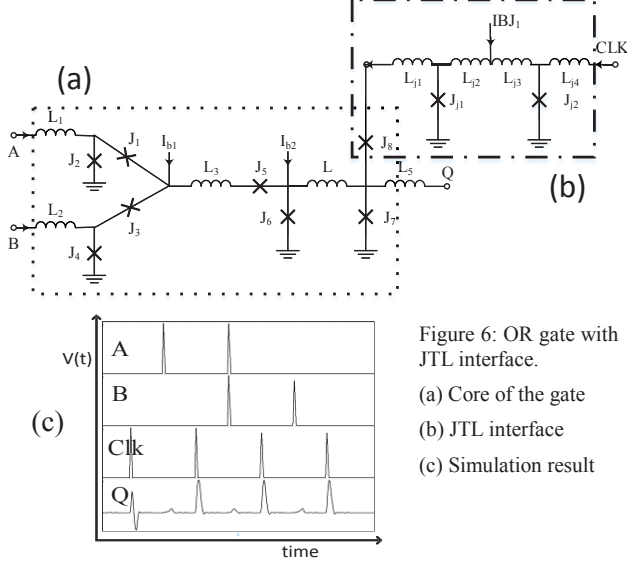 IBJ1
CLK
Lj1 Lj2 Lj3 Lj4
(a)
Jj1 Jj2
L1
A
J1
J2
Ib1 Ib2
J8
(b)
L3 J5 L L5 Q
L2
B
J3
J4
J6 J7
V(t)
A
B
(c)
Clk
Q
time
Figure 6: OR gate with
JTL interface.
(a) Core of the gate
(b) JTL interface
(c) Simulation result